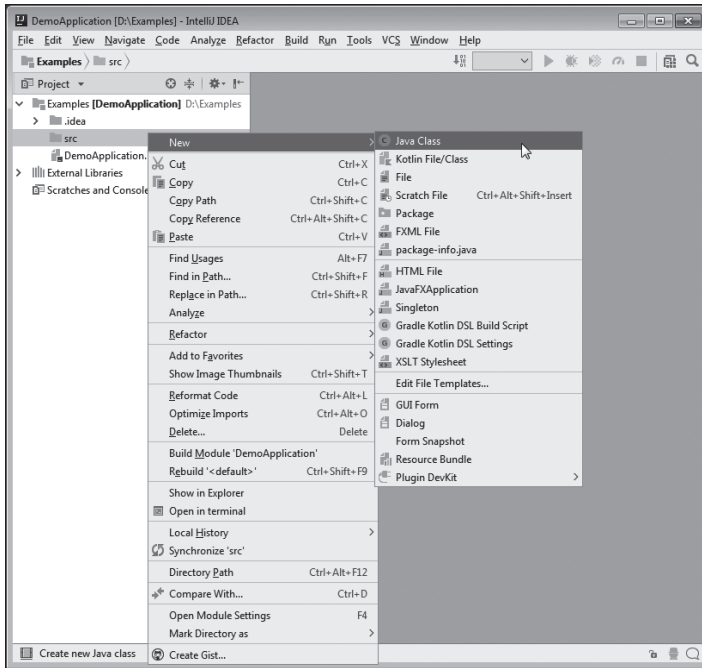 DemoApplication [D:\Examples] - IntelliJ IDEA
File Edit View Navigate Code Analyze Refactor Build Run Tools VCS Window Help
Examples src
Project
Examples [DemoApplication] D:\Examples
.idea
src
DemoApplication.
External Libraries
Scratches and Console
New
Cut Ctrl+X
Copy Ctrl+C
Copy Path Ctrl+Shift+C
Copy Reference Ctrl+Alt+Shift+C
Paste Ctrl+V
Find Usages Alt+F7
Find in Path... Ctrl+Shift+F
Replace in Path... Ctrl+Shift+R
Analyze
Refactor
Add to Favorites
Show Image Thumbnails Ctrl+Shift+T
Reformat Code Ctrl+Alt+L
Optimize Imports Ctrl+Alt+O
Delete... Delete
Build Module 'DemoApplication'
Rebuild '<default>' Ctrl+Shift+F9
Show in Explorer
Open in terminal
Local History
Synchronize 'src'
Directory Path Ctrl+Alt+F12
Compare With... Ctrl+D
Open Module Settings F4
Mark Directory as
Create Gist...
Java Class
Kotlin File/Class
File
Scratch File Ctrl+Alt+Shift+Insert
Package
FXML File
package-info.java
HTML File
JavaFXApplication
Singleton
Gradle Kotlin DSL Build Script
Gradle Kotlin DSL Settings
XSLT Stylesheet
Edit File Templates...
GUI Form
Dialog
Form Snapshot
Resource Bundle
Plugin DevKit
Create new Java class